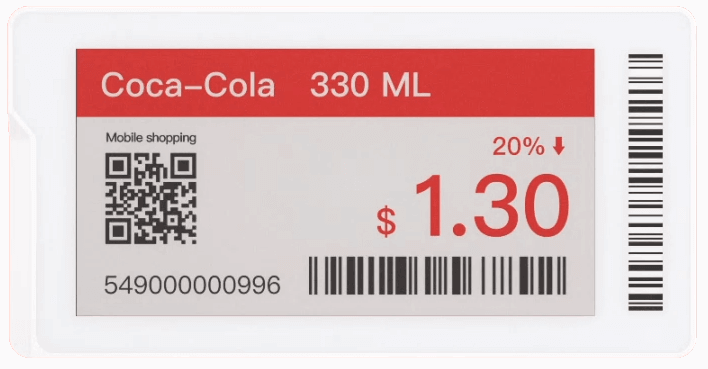 Coca-Cola 330 ML
Mobile shopping
20% ⬇
$ 1.30
549000000996